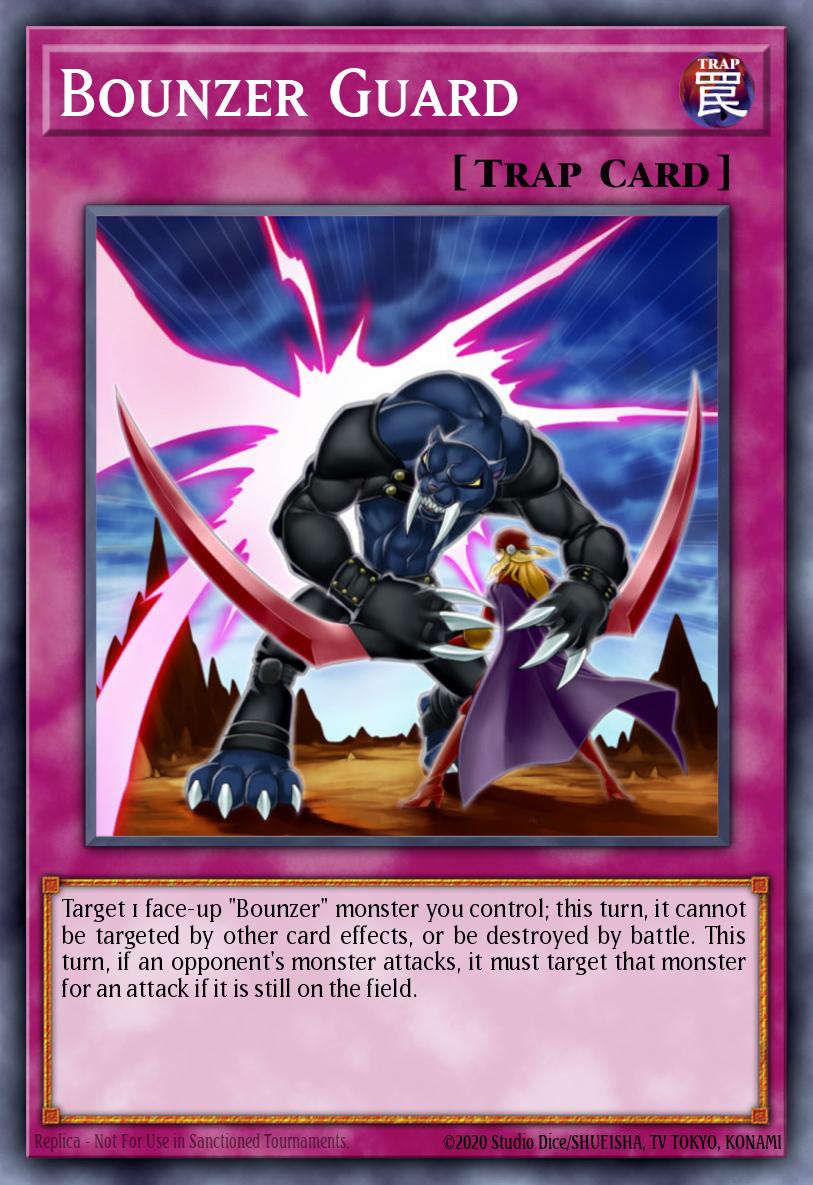 Bounzer Guard
TRAP
罠
[Trap Card]
Target 1 face-up "Bounzer" monster you control; this turn, it cannot
be targeted by other card effects, or be destroyed by battle. This
turn, if an opponent's monster attacks, it must target that monster
for an attack if it is still on the field.
Replica - Not For Use in Sanctioned Tournaments.
©2020 Studio Dice/SHUEISHA, TV TOKYO, KONAMI